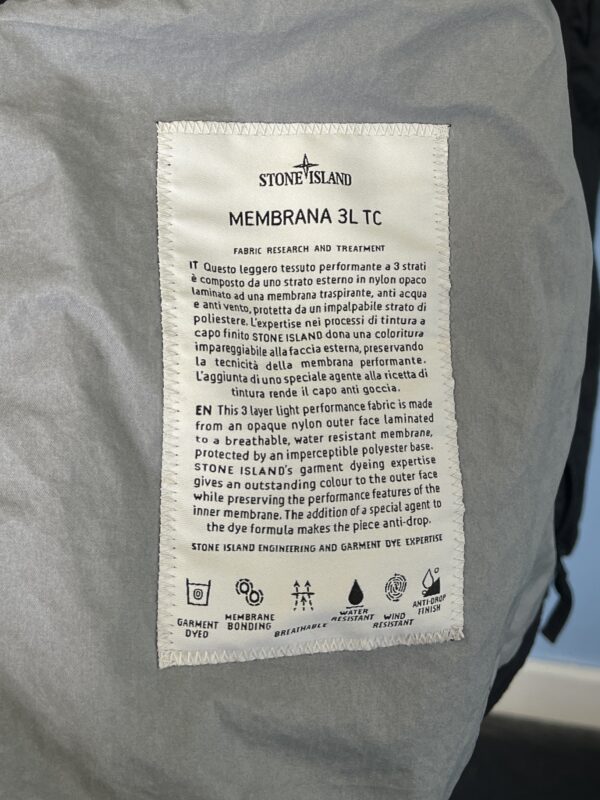 STONE ISLAND
MEMBRANA 3L TC
FABRIC RESEARCH AND TREATMENT
IT Questo leggero tessuto performante a 3 strati
è composto da uno strato esterno in nylon opaco
laminato ad una membrana traspirante, anti acqua
e anti vento, protetta da un impalpabile strato di
poliestere. L'expertise nei processi di tintura a
capo finito STONE ISLAND dona una coloritura
impareggiabile alla faccia esterna, preservando
la tecnicità della membrana performante.
L'aggiunta di uno speciale agente alla ricetta di
tintura rende il capo anti goccia.
EN This 3 layer light performance fabric is made
from an opaque nylon outer face laminated
to a breathable, water resistant membrane,
protected by an imperceptible polyester base.
STONE ISLAND's garment dyeing expertise
gives an outstanding colour to the outer face
while preserving the performance features of the
inner membrane. The addition of a special agent to
the dye formula makes the piece anti-drop.
STONE ISLAND ENGINEERING AND GARMENT DYE EXPERTISE
GARMENT
DYED
MEMBRANE
BONDING
BREATHABLE
WATER
RESISTANT
WIND
RESISTANT
ANTI-DROP
FINISH